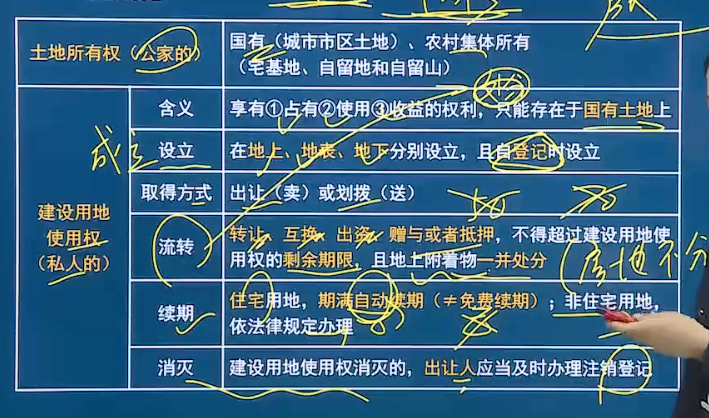 土地所有权（公家的）
国有（城市市区土地）、农村集体所有
（宅基地、自留地和自留山）
建设用地
使用权
（私人的）
含义
享有①占有②使用③收益的权利，只能存在于国有土地上
成立
设立
在地上、地表、地下分别设立，且自登记时设立
取得方式
出让（卖）或划拨（送）
流转
转让、互换、出资、赠与或者抵押，不得超过建设用地使
用权的剩余期限，且地上附着物一并处分
房地不分
续期
住宅用地，期满自动续期（≠免费续期）；非住宅用地，
依法律规定办理
消灭
建设用地使用权消灭的，出让人应当及时办理注销登记